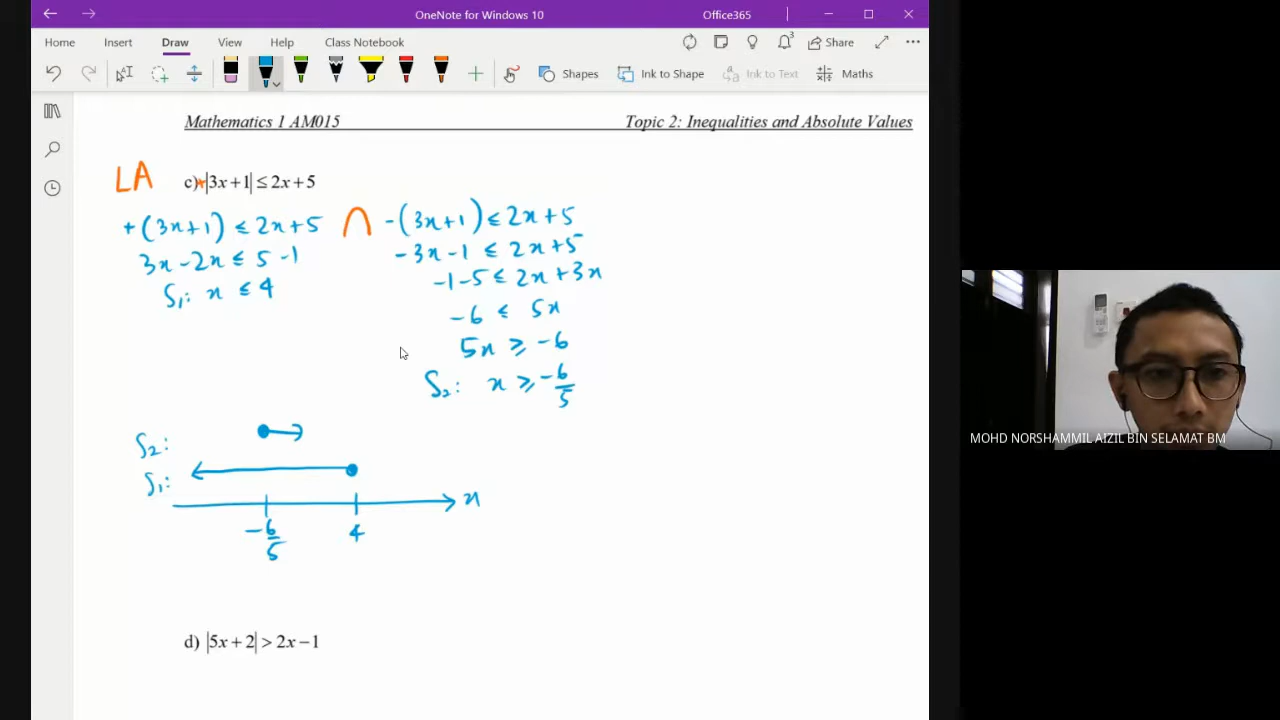 OneNote for Windows 10
Office365
Home Insert Draw View Help Class Notebook
3 Share
Shapes Ink to Shape Ink to Text Maths
Mathematics 1 AM015 Topic 2: Inequalities and Absolute Values
LA c) +|3x+1| ≤ 2x+5
+(3x+1) ≤ 2x+5 ∩ -(3x+1) ≤ 2x+5
3x-2x ≤ 5-1 -3x-1 ≤ 2x+5
S₁: x ≤ 4 -1-5 ≤ 2x+3x
-6 ≤ 5x
5x ≥ -6
S₂: x ≥ -6/5
S₂:
S₁:
x
-6/5 4
d) |5x+2| > 2x-1
MOHD NORSHAMMIL AIZIL BIN SELAMAT BM